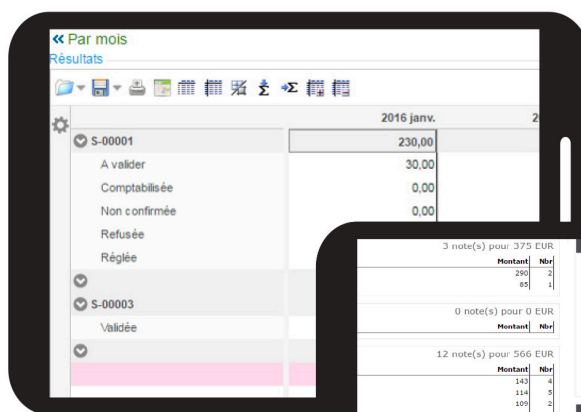 « Par mois
Résultats
2016 janv.
S-00001 230,00
A valider 30,00
Comptabilisée 0,00
Non confirmée 0,00
Refusée
Réglée
S-00003
Validée
3 note(s) pour 375 EUR
Montant Nbr
290 2
85 1
0 note(s) pour 0 EUR
Montant Nbr
12 note(s) pour 566 EUR
Montant Nbr
143 4
114 5
109 2